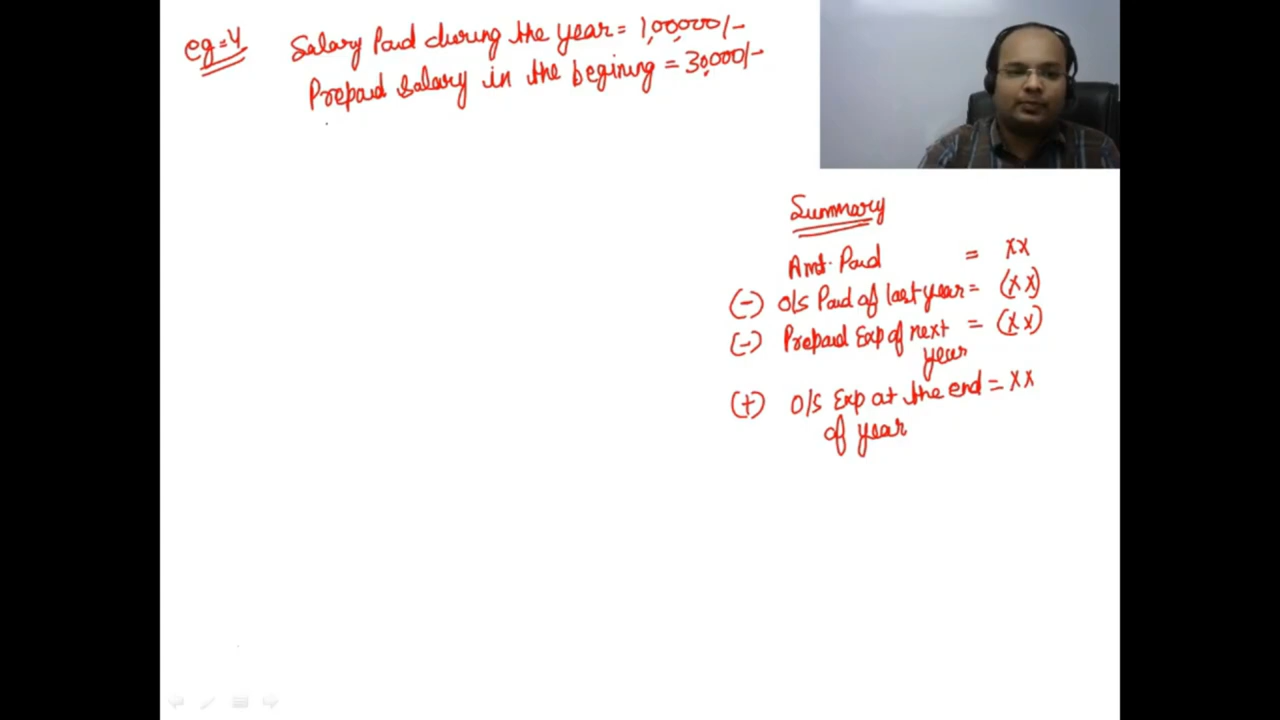 eg=4
Salary Paid during the year = 1,00,000/-
Prepaid salary in the begining = 30,000/-
Summary
Amt. Paid = xx
(-) O/S Paid of last year = (xx)
(-) Prepaid Exp of next = (xx)
year
(+) O/S Exp at the end = xx
of year